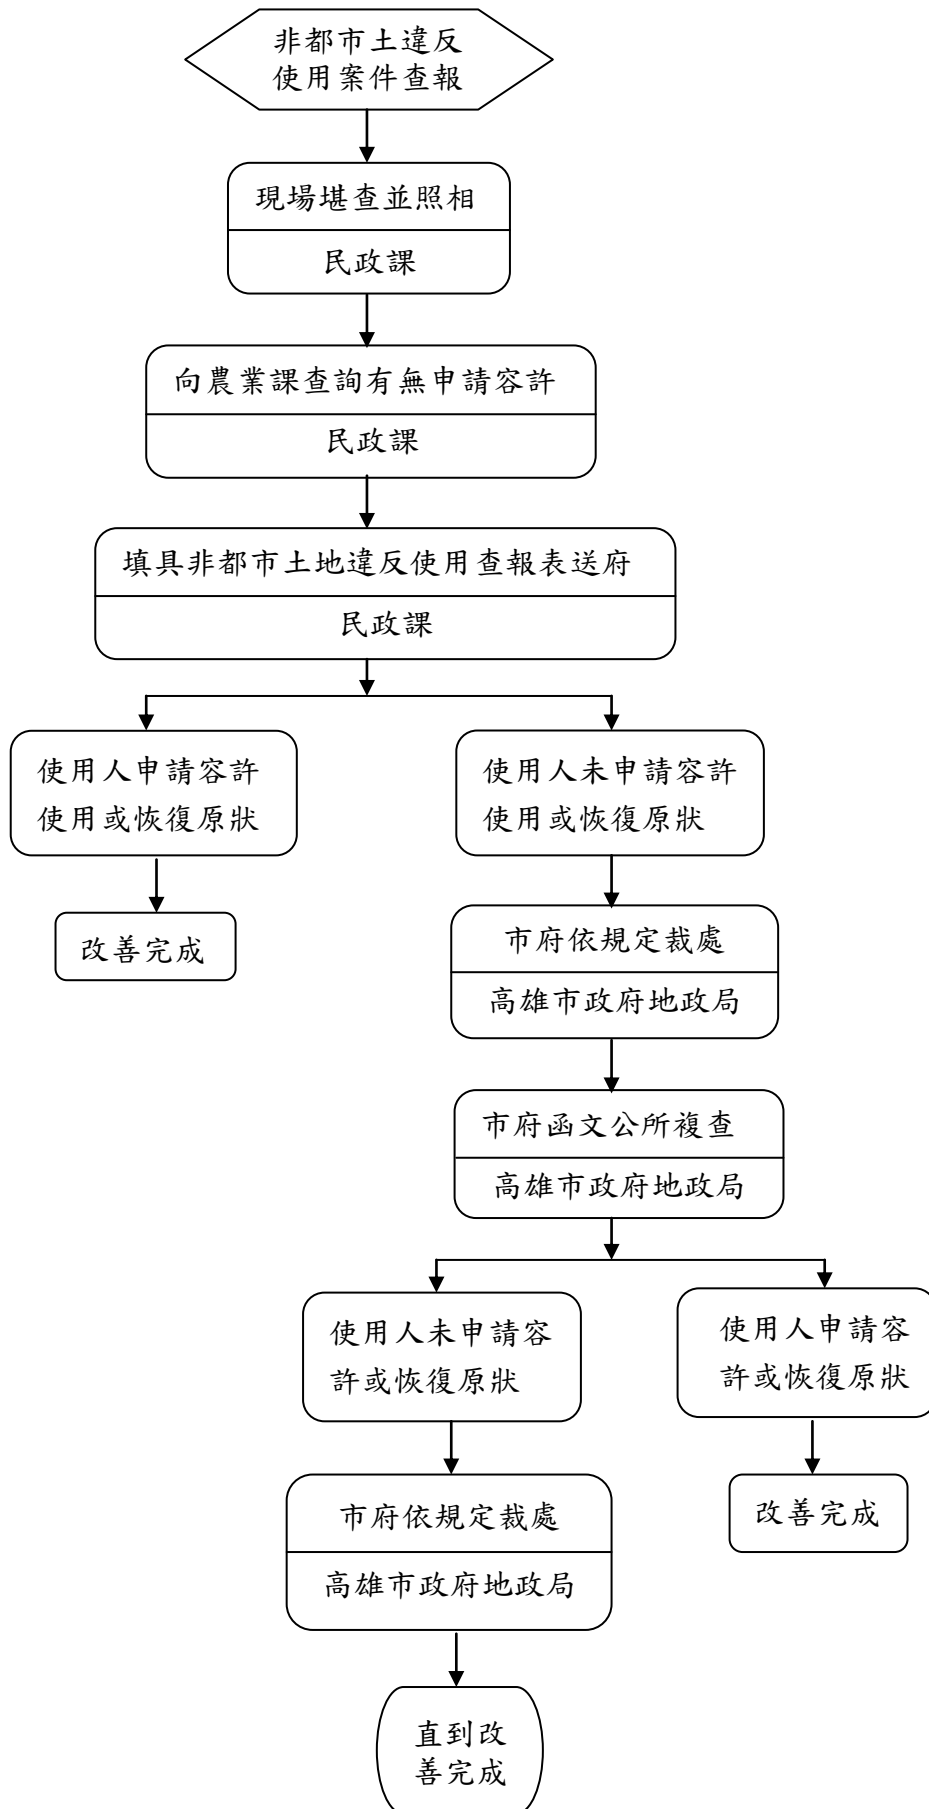 非都市土違反
使用案件查報
現場堪查並照相
民政課
向農業課查詢有無申請容許
民政課
填具非都市土地違反使用查報表送府
民政課
使用人申請容許
使用或恢復原狀
使用人未申請容許
使用或恢復原狀
改善完成
市府依規定裁處
高雄市政府地政局
市府函文公所複查
高雄市政府地政局
使用人未申請容
許或恢復原狀
使用人申請容
許或恢復原狀
市府依規定裁處
高雄市政府地政局
改善完成
直到改
善完成